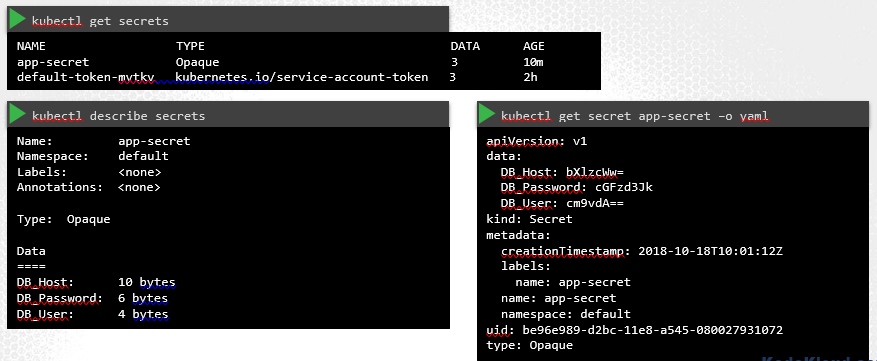 kubectl get secrets
NAME TYPE DATA AGE
app-secret Opaque 3 10m
default-token-mvtkv kubernetes.io/service-account-token 3 2h
kubectl describe secrets
Name: app-secret
Namespace: default
Labels: <none>
Annotations: <none>
Type: Opaque
Data
====
DB_Host: 10 bytes
DB_Password: 6 bytes
DB_User: 4 bytes
kubectl get secret app-secret –o yaml
apiVersion: v1
data:
DB_Host: bXlzcWw=
DB_Password: cGFzd3Jk
DB_User: cm9vdA==
kind: Secret
metadata:
creationTimestamp: 2018-10-18T10:01:12Z
labels:
name: app-secret
name: app-secret
namespace: default
uid: be96e989-d2bc-11e8-a545-080027931072
type: Opaque